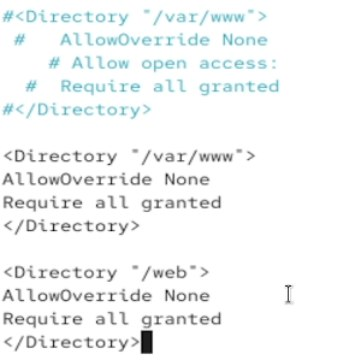 #<Directory "/var/www">
 #   AllowOverride None
    # Allow open access:
  #  Require all granted
#</Directory>

<Directory "/var/www">
AllowOverride None
Require all granted
</Directory>

<Directory "/web">
AllowOverride None
Require all granted
</Directory>